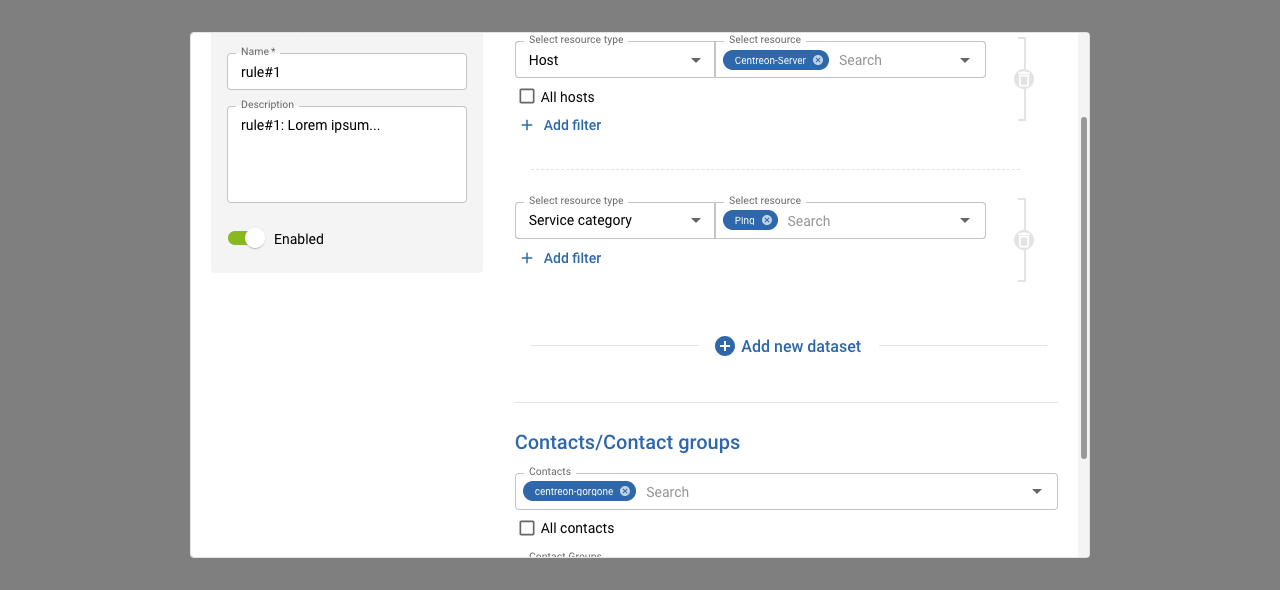 Name *
rule#1
Description
rule#1: Lorem ipsum...
Enabled
Select resource type
Select resource
Host
Centreon-Server
Search
All hosts
Add filter
Select resource type
Select resource
Service category
Ping
Search
Add filter
Add new dataset
Contacts/Contact groups
Contacts
centreon-gorgone
Search
All contacts
Contact Groups